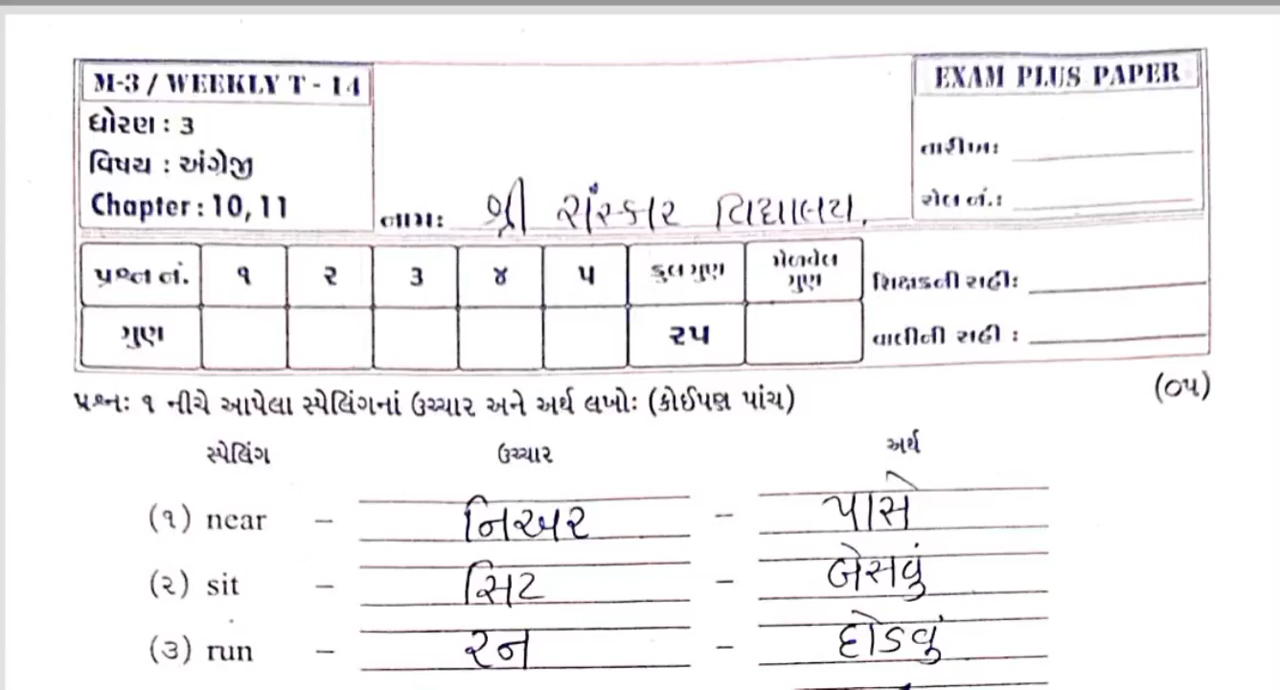 M-3 / WEEKLY T - 14
EXAM PLUS PAPER
ધોરણ : ૩
વિષય : અંગ્રેજી
Chapter : 10, 11
નામ: શ્રી સંસ્કાર વિદ્યાલય.
તારીખ:
રોલ નં.:
પ્રશ્ન નં. ૧ ૨ ૩ ૪ ૫ કુલ ગુણ મેળવેલ ગુણ
ગુણ ૨૫
શિક્ષકની સહી:
વાલીની સહી :
પ્રશ્ન: ૧ નીચે આપેલા સ્પેલિંગનાં ઉચ્ચાર અને અર્થ લખો: (કોઈપણ પાંચ) (૦૫)
સ્પેલિંગ ઉચ્ચાર અર્થ
(૧) near – નિઅર – પાસે
(૨) sit – સિટ – બેસવું
(૩) run – રન – દોડવું